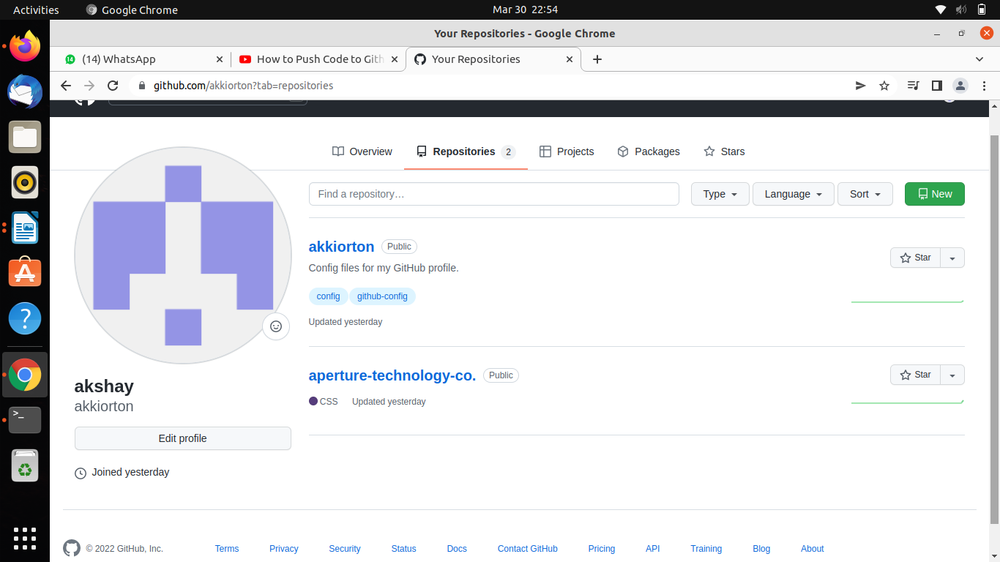 Activities Google Chrome Mar 30 22:54
Your Repositories - Google Chrome
14 (14) WhatsApp How to Push Code to Gith Your Repositories
github.com/akkiorton?tab=repositories
Overview Repositories 2 Projects Packages Stars
Find a repository… Type Language Sort New
akkiorton Public
Star
Config files for my GitHub profile.
config github-config
Updated yesterday
aperture-technology-co. Public
Star
CSS Updated yesterday
akshay
akkiorton
Edit profile
Joined yesterday
© 2022 GitHub, Inc. Terms Privacy Security Status Docs Contact GitHub Pricing API Training Blog About